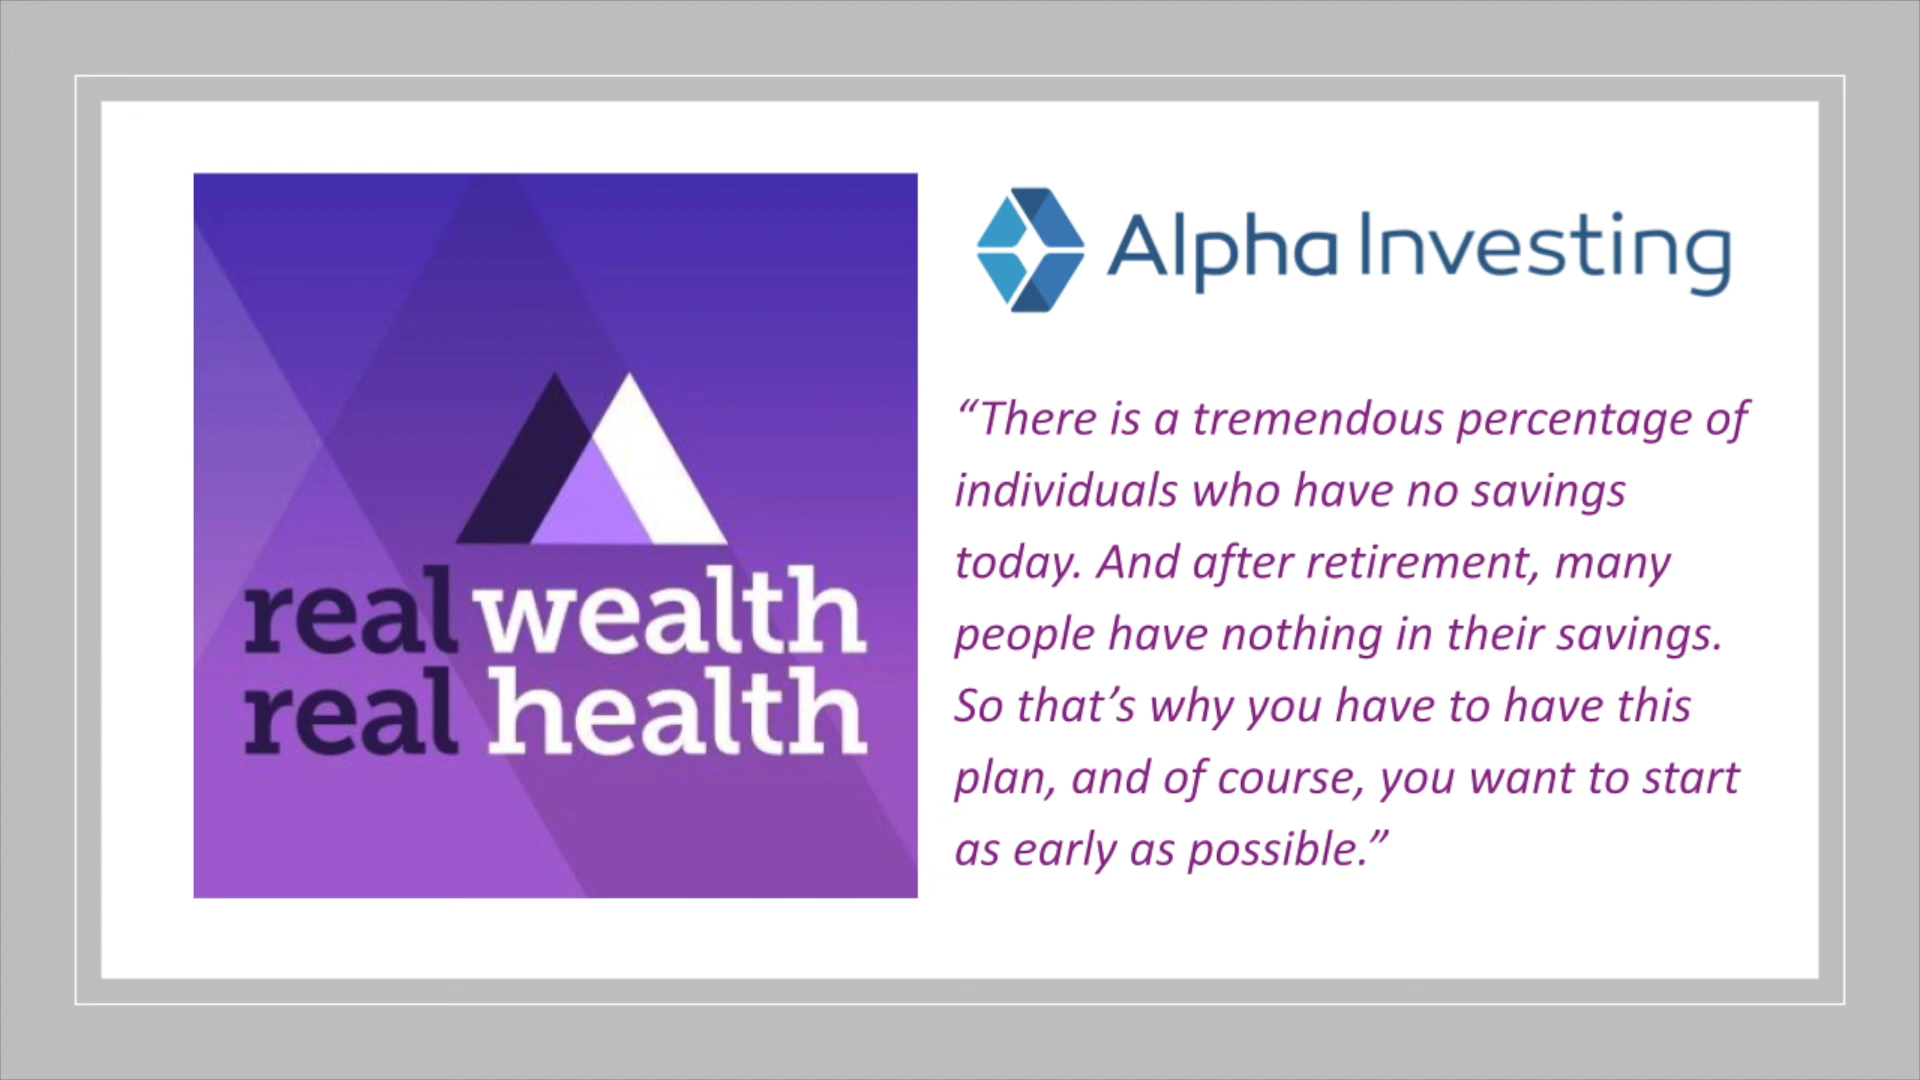 real wealth
real health
Alpha Investing
“There is a tremendous percentage of
individuals who have no savings
today. And after retirement, many
people have nothing in their savings.
So that’s why you have to have this
plan, and of course, you want to start
as early as possible.”